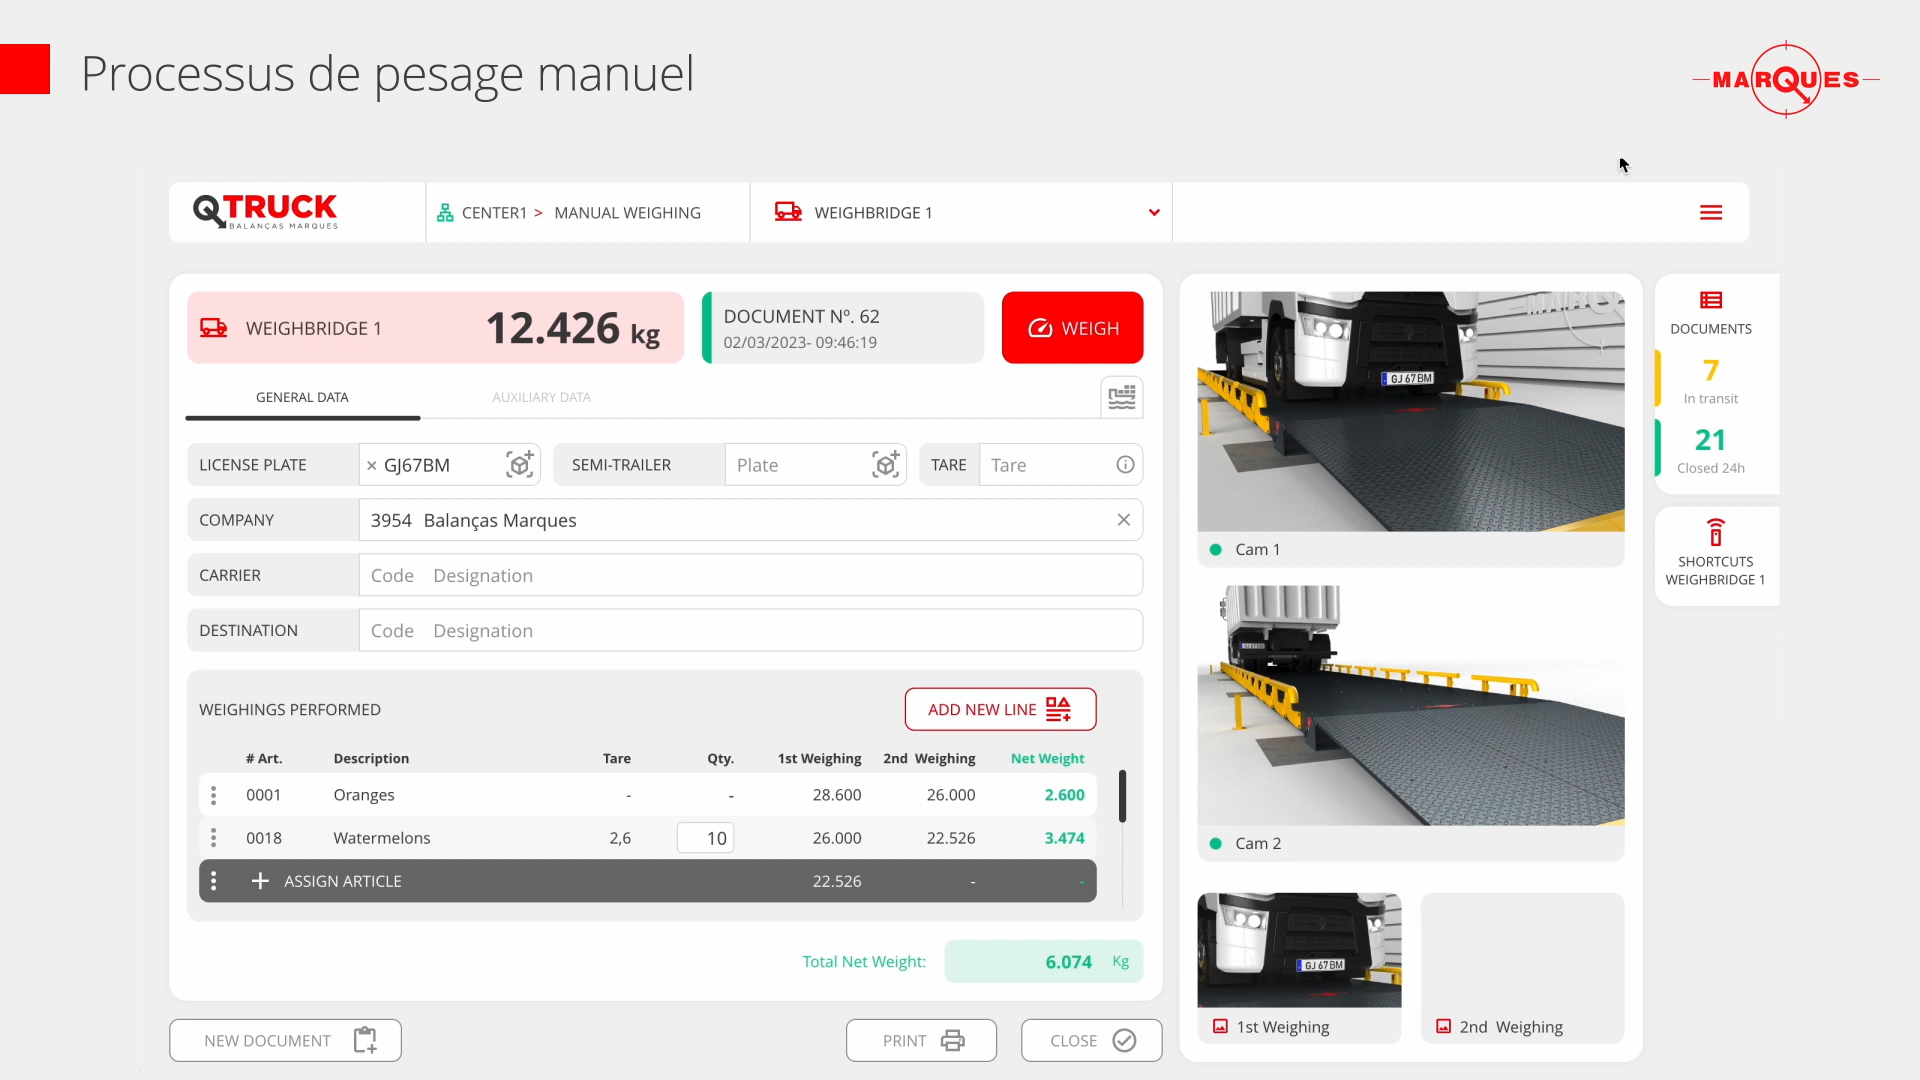 Processus de pesage manuel
MARQUES
QTRUCK
BALANÇAS MARQUES
CENTER1 > MANUAL WEIGHING
WEIGHBRIDGE 1
WEIGHBRIDGE 1
12.426 kg
DOCUMENT Nº. 62
02/03/2023- 09:46:19
WEIGH
GENERAL DATA
AUXILIARY DATA
LICENSE PLATE
× GJ67BM
SEMI-TRAILER
Plate
TARE
Tare
COMPANY
3954 Balanças Marques
CARRIER
Code Designation
DESTINATION
Code Designation
WEIGHINGS PERFORMED
ADD NEW LINE
# Art. Description Tare Qty. 1st Weighing 2nd Weighing Net Weight
0001 Oranges - - 28.600 26.000 2.600
0018 Watermelons 2,6 10 26.000 22.526 3.474
+ ASSIGN ARTICLE 22.526 - -
Total Net Weight: 6.074 Kg
NEW DOCUMENT
PRINT
CLOSE
GJ 67 BM
Cam 1
Cam 2
GJ 67 BM
1st Weighing
2nd Weighing
DOCUMENTS
7
In transit
21
Closed 24h
SHORTCUTS
WEIGHBRIDGE 1